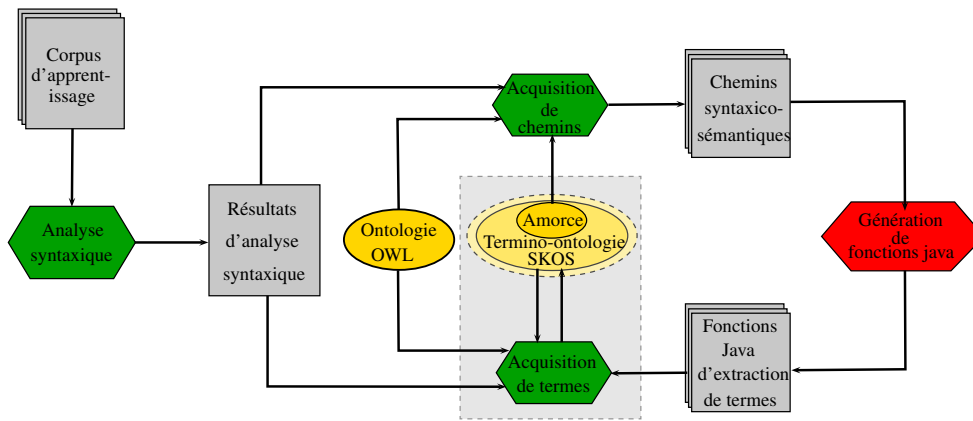 Corpus
d'apprent-
issage
Analyse
syntaxique
Résultats
d'analyse
syntaxique
Ontologie
OWL
Acquisition
de
chemins
Amorce
Termino-ontologie
SKOS
Acquisition
de termes
Chemins
syntaxico-
sémantiques
Génération
de
fonctions java
Fonctions
Java
d'extraction
de termes